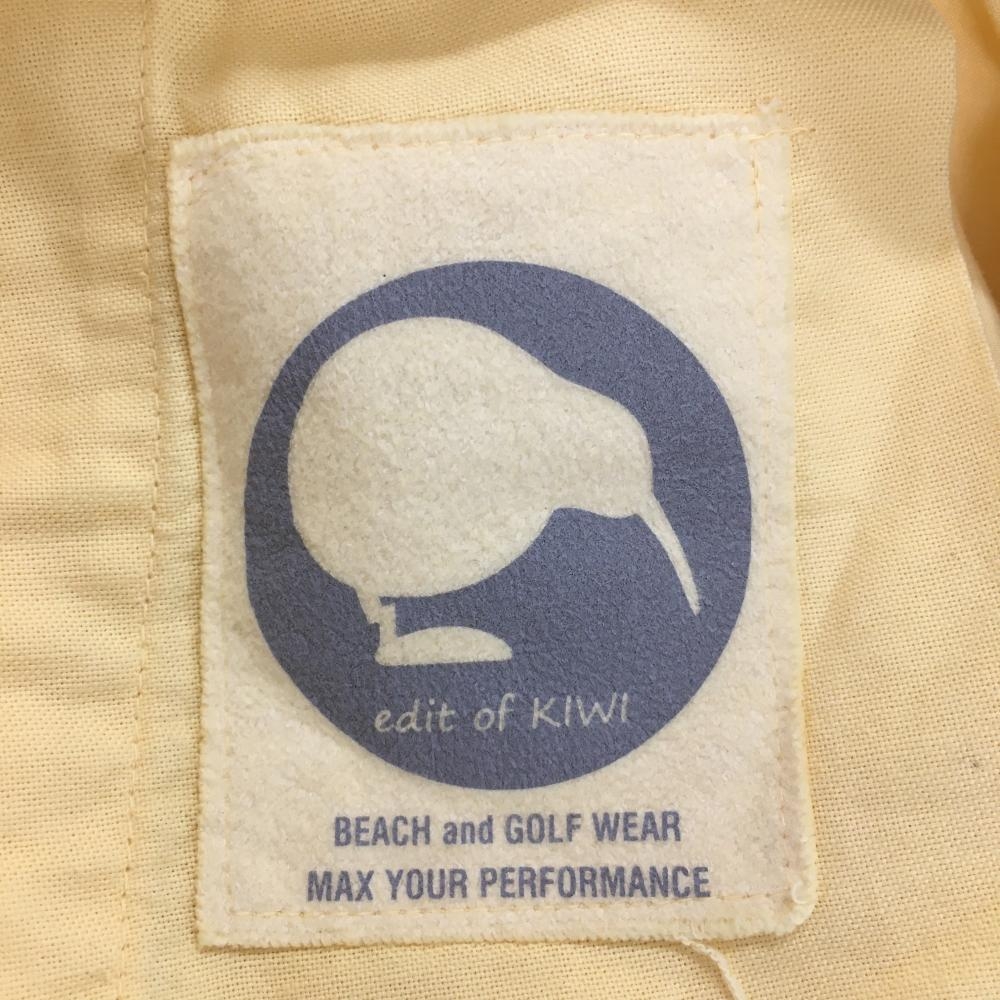 edit of KIWI
BEACH and GOLF WEAR
MAX YOUR PERFORMANCE